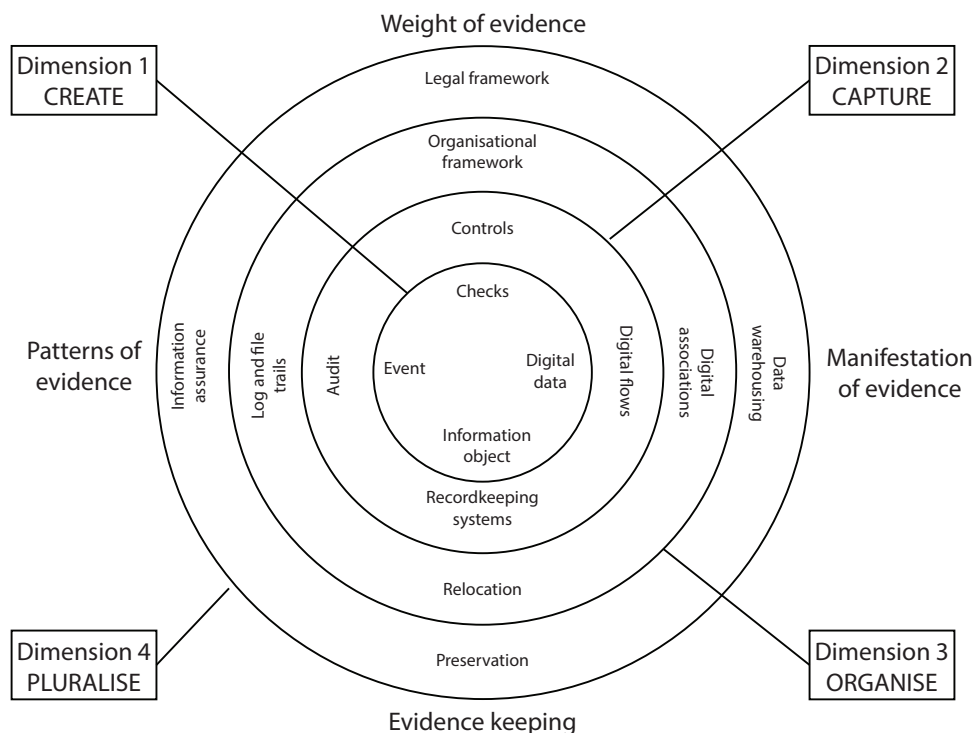 Weight of evidence
Dimension 1
CREATE
Dimension 2
CAPTURE
Legal framework
Organisational
framework
Controls
Checks
Patterns of
evidence
Information
assurance
Log and file
trails
Audit
Event
Digital
data
Digital flows
Digital
associations
Data
warehousing
Manifestation
of evidence
Information
object
Recordkeeping
systems
Relocation
Preservation
Dimension 4
PLURALISE
Dimension 3
ORGANISE
Evidence keeping